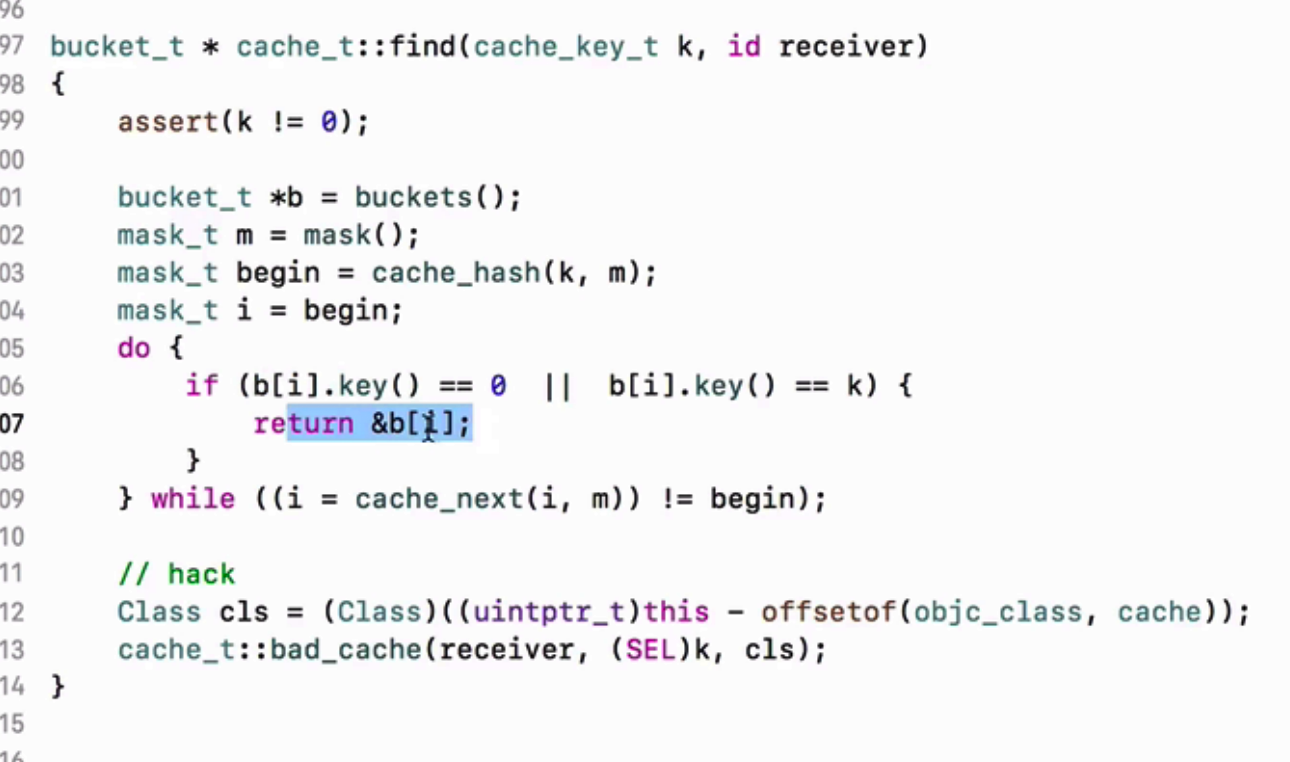 96
97 bucket_t * cache_t::find(cache_key_t k, id receiver)
98 {
99     assert(k != 0);
00
01     bucket_t *b = buckets();
02     mask_t m = mask();
03     mask_t begin = cache_hash(k, m);
04     mask_t i = begin;
05     do {
06         if (b[i].key() == 0  ||  b[i].key() == k) {
07             return &b[i];
08         }
09     } while ((i = cache_next(i, m)) != begin);
10
11     // hack
12     Class cls = (Class)((uintptr_t)this - offsetof(objc_class, cache));
13     cache_t::bad_cache(receiver, (SEL)k, cls);
14 }
15
16